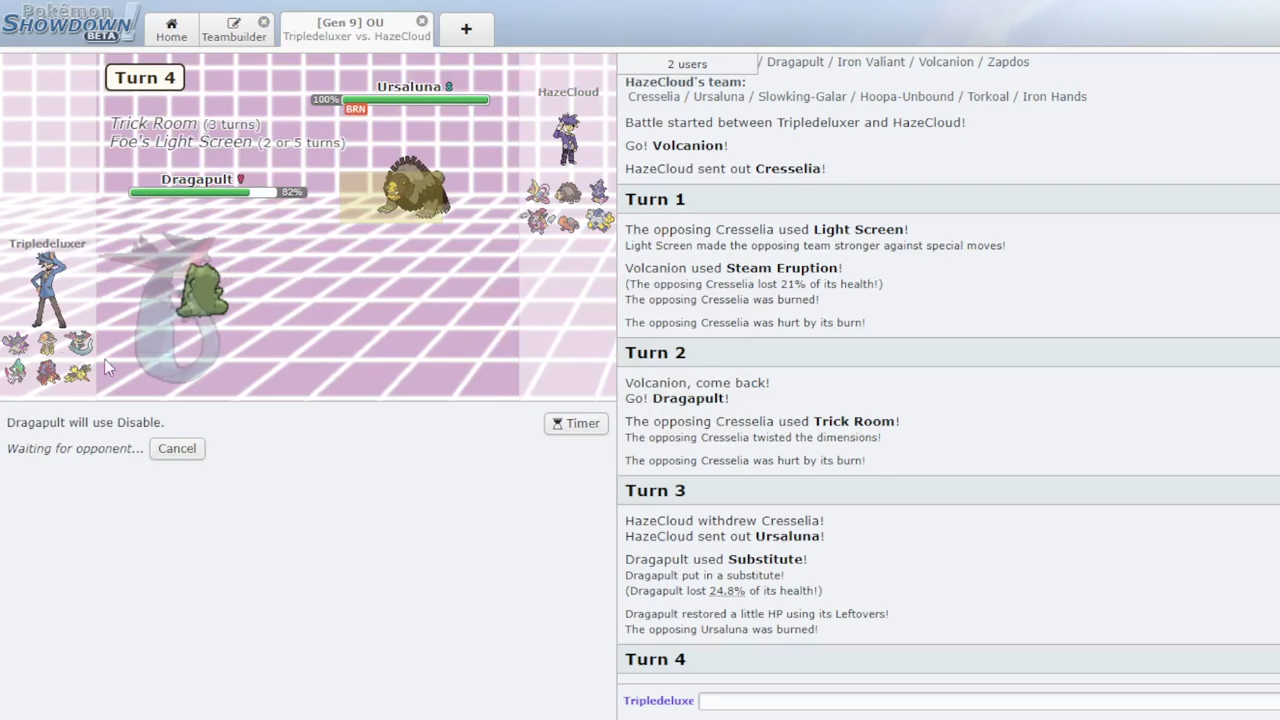 Pokémon
SHOWDOWN!
BETA
Home
Teambuilder
[Gen 9] OU
Tripledeluxer vs. HazeCloud
+
Turn 4
Trick Room (3 turns)
Foe's Light Screen (2 or 5 turns)
Ursaluna
100%
BRN
Dragapult
82%
HazeCloud
Tripledeluxer
Dragapult will use Disable.
Waiting for opponent...
Cancel
Timer
2 users
/ Dragapult / Iron Valiant / Volcanion / Zapdos
HazeCloud's team:
Cresselia / Ursaluna / Slowking-Galar / Hoopa-Unbound / Torkoal / Iron Hands
Battle started between Tripledeluxer and HazeCloud!
Go! Volcanion!
HazeCloud sent out Cresselia!
Turn 1
The opposing Cresselia used Light Screen!
Light Screen made the opposing team stronger against special moves!
Volcanion used Steam Eruption!
(The opposing Cresselia lost 21% of its health!)
The opposing Cresselia was burned!
The opposing Cresselia was hurt by its burn!
Turn 2
Volcanion, come back!
Go! Dragapult!
The opposing Cresselia used Trick Room!
The opposing Cresselia twisted the dimensions!
The opposing Cresselia was hurt by its burn!
Turn 3
HazeCloud withdrew Cresselia!
HazeCloud sent out Ursaluna!
Dragapult used Substitute!
Dragapult put in a substitute!
(Dragapult lost 24.8% of its health!)
Dragapult restored a little HP using its Leftovers!
The opposing Ursaluna was burned!
Turn 4
Tripledeluxe